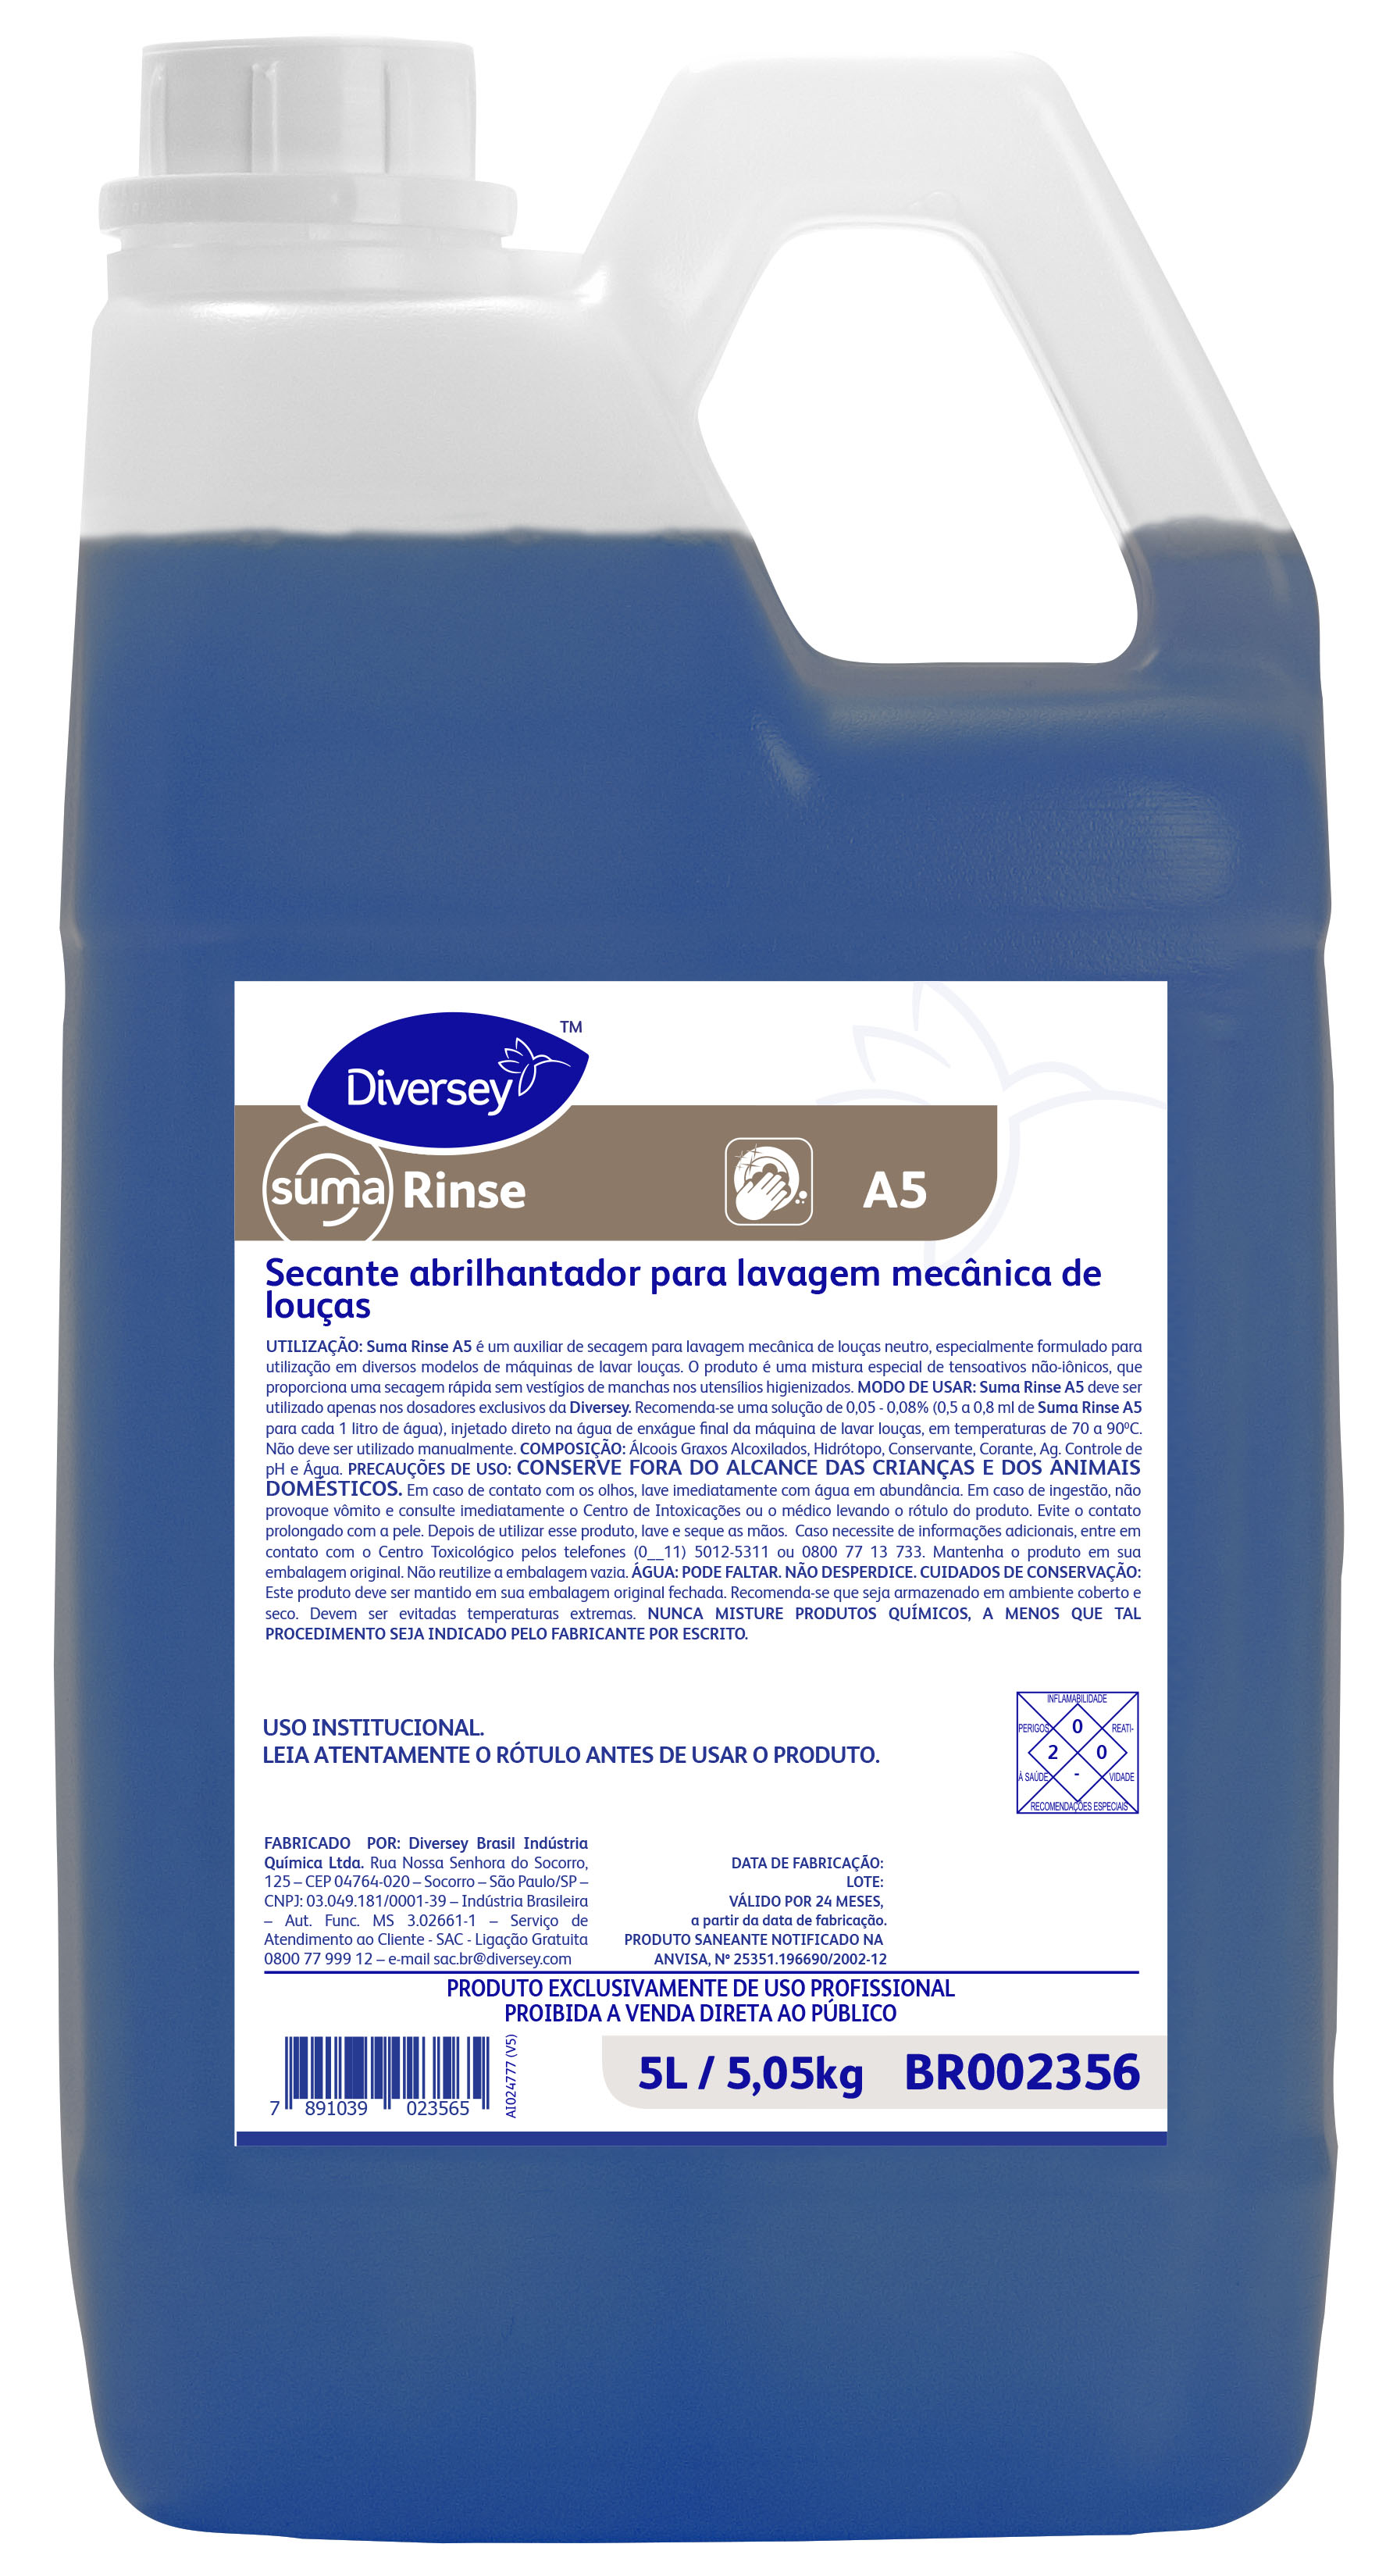 Diversey TM
suma Rinse
A5
Secante abrilhantador para lavagem mecânica de
louças
UTILIZAÇÃO: Suma Rinse A5 é um auxiliar de secagem para lavagem mecânica de louças neutro, especialmente formulado para
utilização em diversos modelos de máquinas de lavar louças. O produto é uma mistura especial de tensoativos não-iônicos, que
proporciona uma secagem rápida sem vestígios de manchas nos utensílios higienizados. MODO DE USAR: Suma Rinse A5 deve ser
utilizado apenas nos dosadores exclusivos da Diversey. Recomenda-se uma solução de 0,05 - 0,08% (0,5 a 0,8 ml de Suma Rinse A5
para cada 1 litro de água), injetado direto na água de enxágue final da máquina de lavar louças, em temperaturas de 70 a 90ºC.
Não deve ser utilizado manualmente. COMPOSIÇÃO: Álcoois Graxos Alcoxilados, Hidrótopo, Conservante, Corante, Ag. Controle de
pH e Água. PRECAUÇÕES DE USO: CONSERVE FORA DO ALCANCE DAS CRIANÇAS E DOS ANIMAIS
DOMÉSTICOS. Em caso de contato com os olhos, lave imediatamente com água em abundância. Em caso de ingestão, não
provoque vômito e consulte imediatamente o Centro de Intoxicações ou o médico levando o rótulo do produto. Evite o contato
prolongado com a pele. Depois de utilizar esse produto, lave e seque as mãos. Caso necessite de informações adicionais, entre em
contato com o Centro Toxicológico pelos telefones (0__11) 5012-5311 ou 0800 77 13 733. Mantenha o produto em sua
embalagem original. Não reutilize a embalagem vazia. ÁGUA: PODE FALTAR. NÃO DESPERDICE. CUIDADOS DE CONSERVAÇÃO:
Este produto deve ser mantido em sua embalagem original fechada. Recomenda-se que seja armazenado em ambiente coberto e
seco. Devem ser evitadas temperaturas extremas. NUNCA MISTURE PRODUTOS QUÍMICOS, A MENOS QUE TAL
PROCEDIMENTO SEJA INDICADO PELO FABRICANTE POR ESCRITO.
USO INSTITUCIONAL.
LEIA ATENTAMENTE O RÓTULO ANTES DE USAR O PRODUTO.
INFLAMABILIDADE
PERIGOS 0 REATI-
2 0
À SAÚDE - VIDADE
RECOMENDAÇÕES ESPECIAIS
FABRICADO POR: Diversey Brasil Indústria
Química Ltda. Rua Nossa Senhora do Socorro,
125 – CEP 04764-020 – Socorro – São Paulo/SP –
CNPJ: 03.049.181/0001-39 – Indústria Brasileira
– Aut. Func. MS 3.02661-1 – Serviço de
Atendimento ao Cliente - SAC - Ligação Gratuita
0800 77 999 12 – e-mail sac.br@diversey.com
DATA DE FABRICAÇÃO:
LOTE:
VÁLIDO POR 24 MESES,
a partir da data de fabricação.
PRODUTO SANEANTE NOTIFICADO NA
ANVISA, Nº 25351.196690/2002-12
PRODUTO EXCLUSIVAMENTE DE USO PROFISSIONAL
PROIBIDA A VENDA DIRETA AO PÚBLICO
7 891039 023565
AI024777 (V5)
5L / 5,05kg BR002356